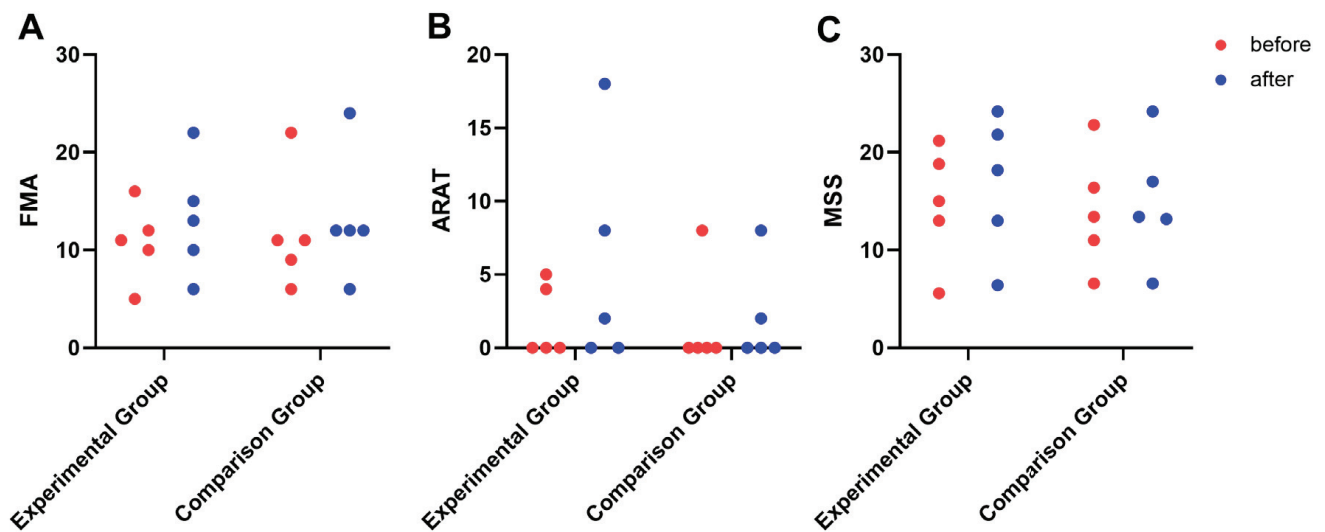 A
30
20
10
0
FMA
Experimental Group
Comparison Group
B
20
15
10
5
0
ARAT
Experimental Group
Comparison Group
C
30
20
10
0
MSS
Experimental Group
Comparison Group
before
after